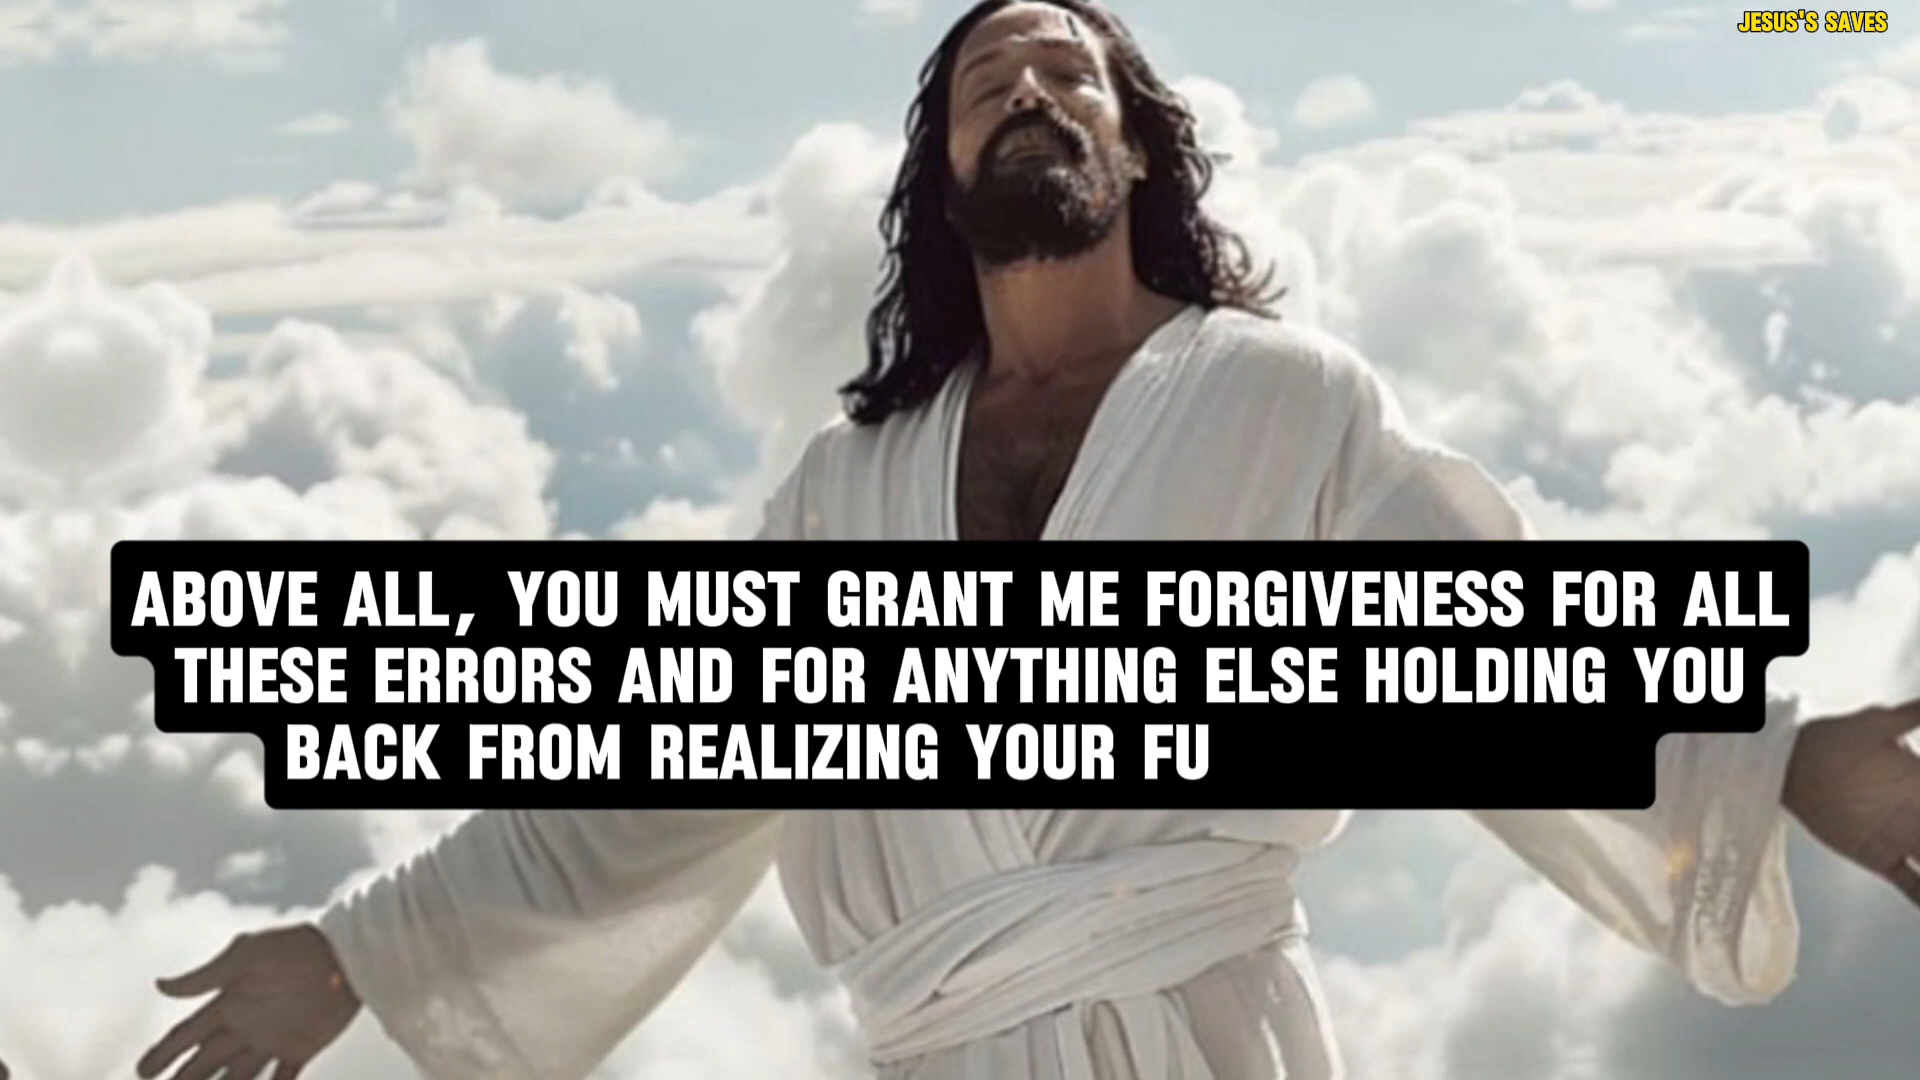 JESUS'S SAVES
ABOVE ALL, YOU MUST GRANT ME FORGIVENESS FOR ALL
THESE ERRORS AND FOR ANYTHING ELSE HOLDING YOU
BACK FROM REALIZING YOUR FU